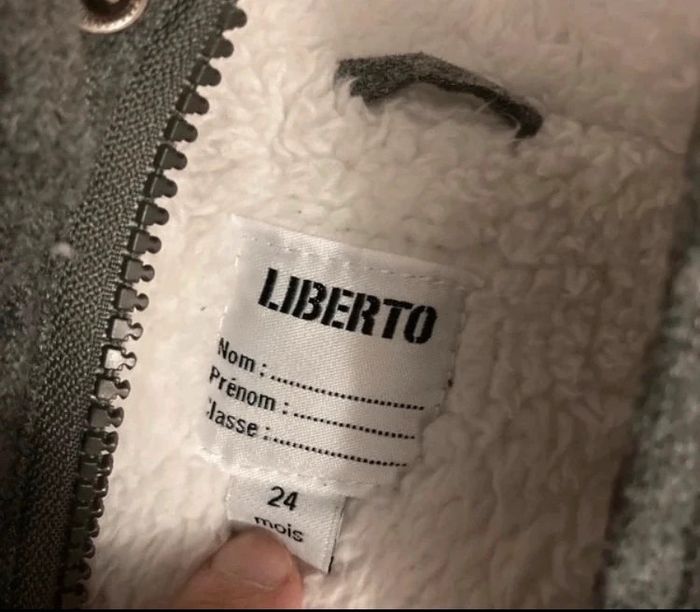 LIBERTO
Nom : ..............................
Prénom : ........................
Classe : ..........................
24
mois